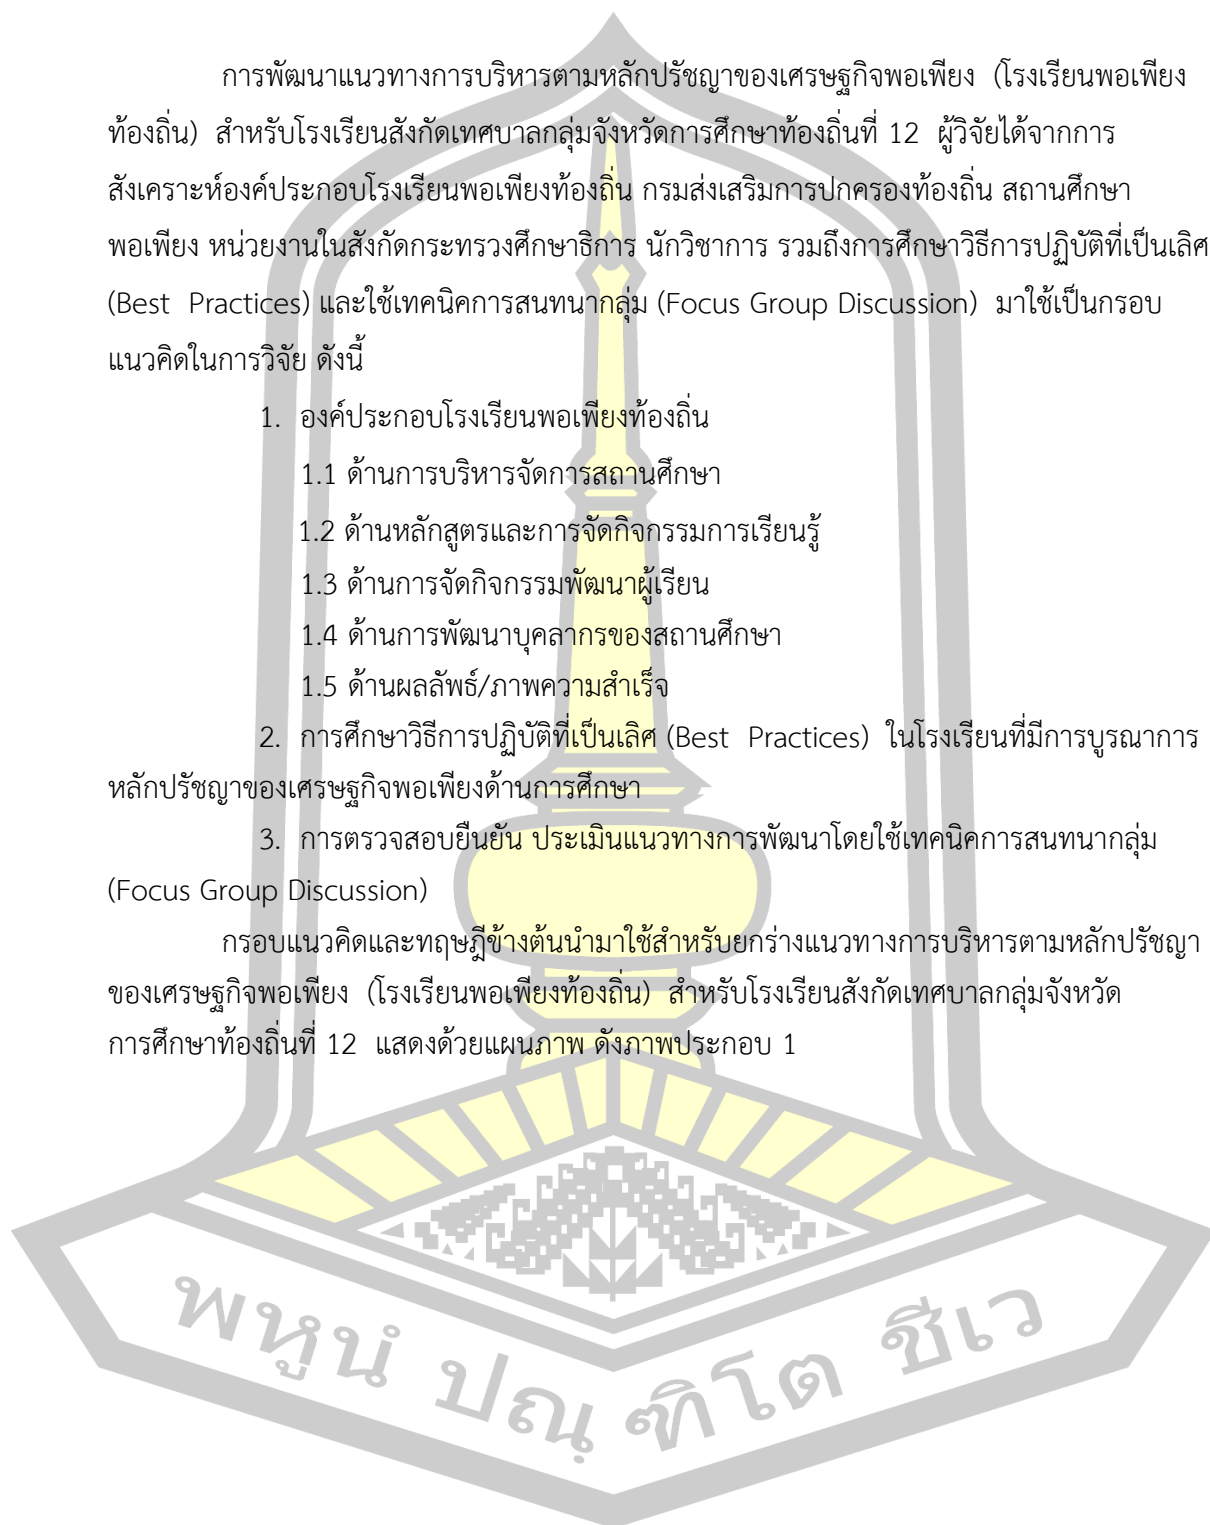 การพัฒนาแนวทางการบริหารตามหลักปรัชญาของเศรษฐกิจพอเพียง (โรงเรียนพอเพียง
ท้องถิ่น) สำหรับโรงเรียนสังกัดเทศบาลกลุ่มจังหวัดการศึกษาท้องถิ่นที่ 12 ผู้วิจัยได้จากการ
สังเคราะห์องค์ประกอบโรงเรียนพอเพียงท้องถิ่น กรมส่งเสริมการปกครองท้องถิ่น สถานศึกษา
พอเพียง หน่วยงานในสังกัดกระทรวงศึกษาธิการ นักวิชาการ รวมถึงการศึกษาวิธีการปฏิบัติที่เป็นเลิศ
(Best Practices) และใช้เทคนิคการสนทนากลุ่ม (Focus Group Discussion) มาใช้เป็นกรอบ
แนวคิดในการวิจัย ดังนี้
1. องค์ประกอบโรงเรียนพอเพียงท้องถิ่น
1.1 ด้านการบริหารจัดการสถานศึกษา
1.2 ด้านหลักสูตรและการจัดกิจกรรมการเรียนรู้
1.3 ด้านการจัดกิจกรรมพัฒนาผู้เรียน
1.4 ด้านการพัฒนาบุคลากรของสถานศึกษา
1.5 ด้านผลลัพธ์/ภาพความสำเร็จ
2. การศึกษาวิธีการปฏิบัติที่เป็นเลิศ (Best Practices) ในโรงเรียนที่มีการบูรณาการ
หลักปรัชญาของเศรษฐกิจพอเพียงด้านการศึกษา
3. การตรวจสอบยืนยัน ประเมินแนวทางการพัฒนาโดยใช้เทคนิคการสนทนากลุ่ม
(Focus Group Discussion)
กรอบแนวคิดและทฤษฎีข้างต้นนำมาใช้สำหรับยกร่างแนวทางการบริหารตามหลักปรัชญา
ของเศรษฐกิจพอเพียง (โรงเรียนพอเพียงท้องถิ่น) สำหรับโรงเรียนสังกัดเทศบาลกลุ่มจังหวัด
การศึกษาท้องถิ่นที่ 12 แสดงด้วยแผนภาพ ดังภาพประกอบ 1
พหูนํ ปณฺฑิโต ชีเว